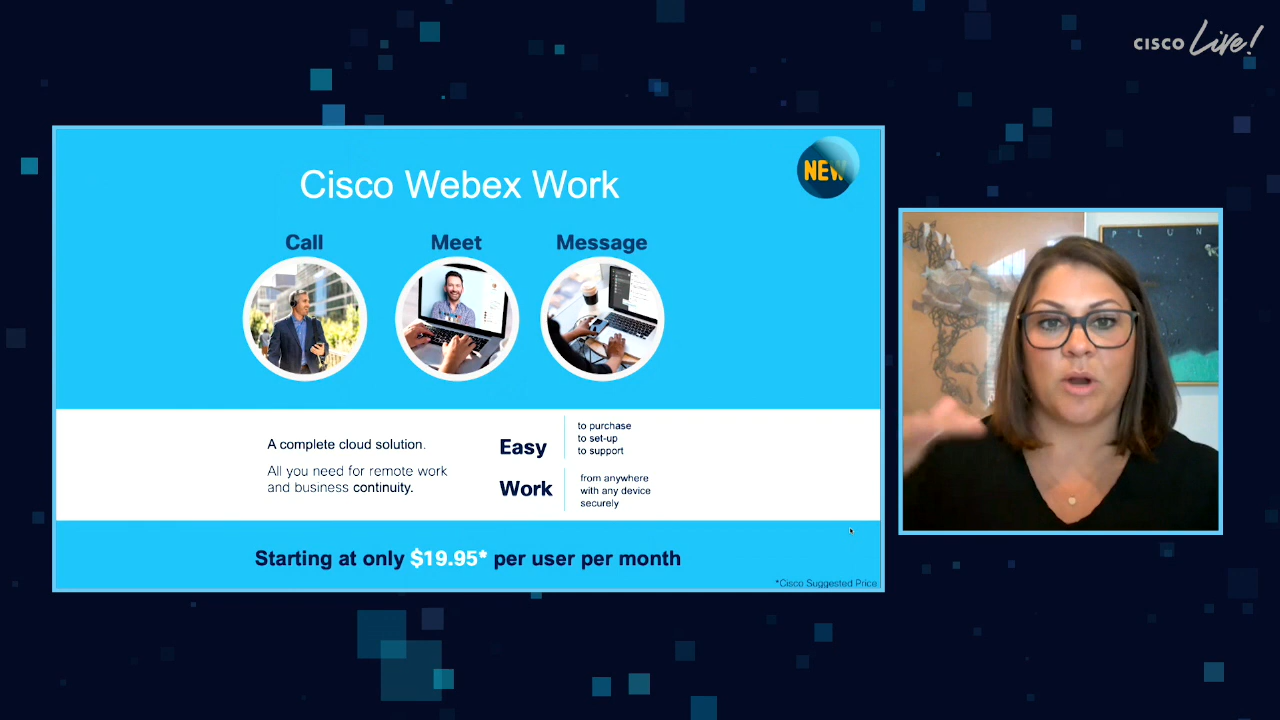 CISCO Live!
NEW
Cisco Webex Work
Call
Meet
Message
A complete cloud solution.
All you need for remote work
and business continuity.
Easy
to purchase
to set-up
to support
Work
from anywhere
with any device
securely
Starting at only $19.95* per user per month
*Cisco Suggested Price
P L U N